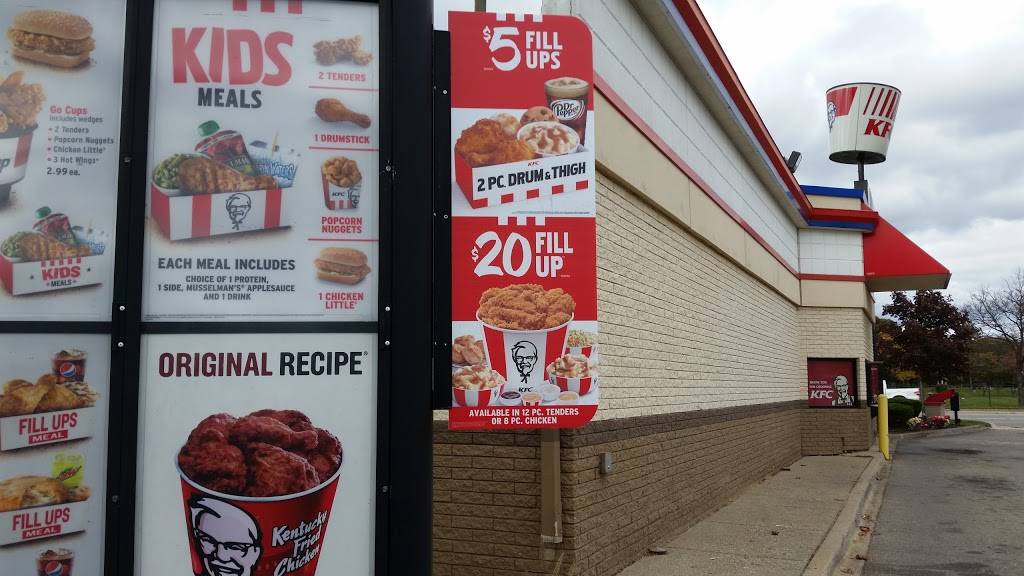 Go Cups
Includes wedges
• 2 Tenders
• Popcorn Nuggets
• Chicken Little*
• 3 Hot Wings*
2.99 ea.
KIDS
MEALS
FILL UPS
MEAL
FILL UPS
MEAL
KIDS
MEALS
2 TENDERS
1 DRUMSTICK
KFC
POPCORN
NUGGETS
1 CHICKEN
LITTLE*
EACH MEAL INCLUDES
CHOICE OF 1 PROTEIN,
1 SIDE, MUSSELMAN'S® APPLESAUCE
AND 1 DRINK
ORIGINAL RECIPE®
Kentucky
Fried
Chicken
$5 FILL
UPS
Dr Pepper
KFC
2 PC. DRUM & THIGH
$20 FILL
UP
KFC
AVAILABLE IN 12 PC. TENDERS
OR 8 PC. CHICKEN
KF
KFC